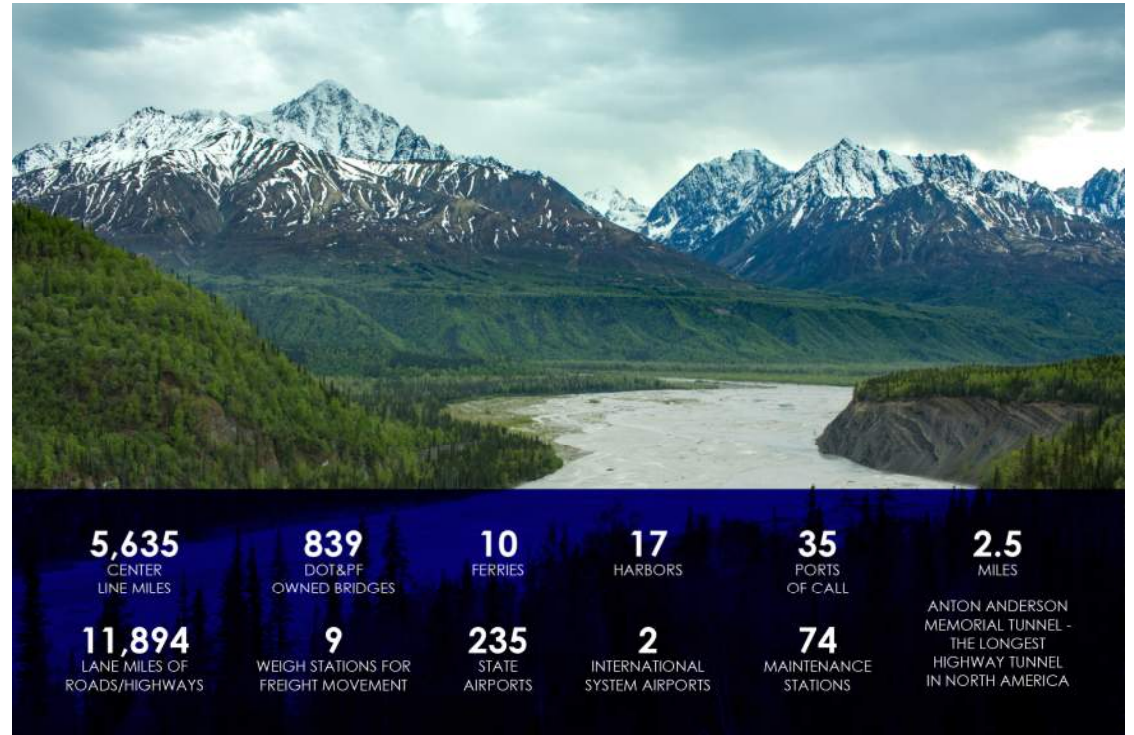 5,635
CENTER
LINE MILES
839
DOT&PF
OWNED BRIDGES
10
FERRIES
17
HARBORS
35
PORTS
OF CALL
2.5
MILES
ANTON ANDERSON
MEMORIAL TUNNEL -
THE LONGEST
HIGHWAY TUNNEL
IN NORTH AMERICA
11,894
LANE MILES OF
ROADS/HIGHWAYS
9
WEIGH STATIONS FOR
FREIGHT MOVEMENT
235
STATE
AIRPORTS
2
INTERNATIONAL
SYSTEM AIRPORTS
74
MAINTENANCE
STATIONS